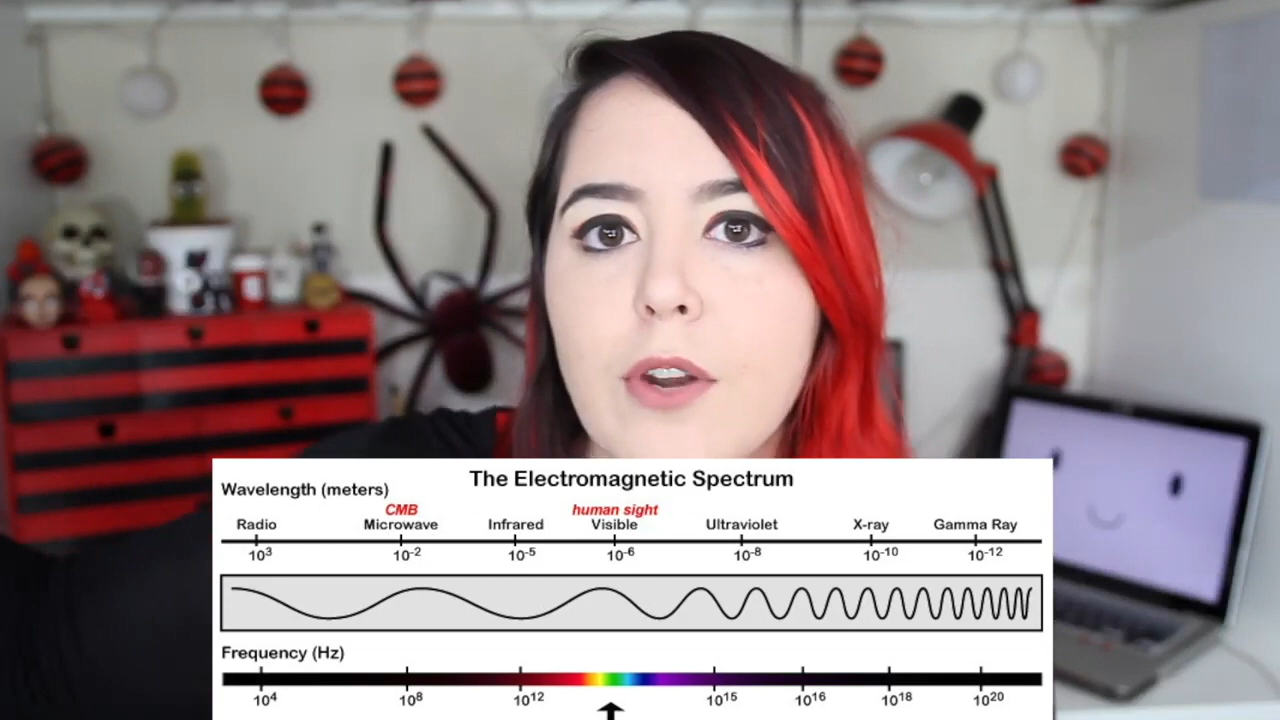 The Electromagnetic Spectrum
Wavelength (meters)
CMB human sight
Radio Microwave Infrared Visible Ultraviolet X-ray Gamma Ray
10³ 10⁻² 10⁻⁵ 10⁻⁶ 10⁻⁸ 10⁻¹⁰ 10⁻¹²
Frequency (Hz)
10⁴ 10⁸ 10¹² 10¹⁵ 10¹⁶ 10¹⁸ 10²⁰